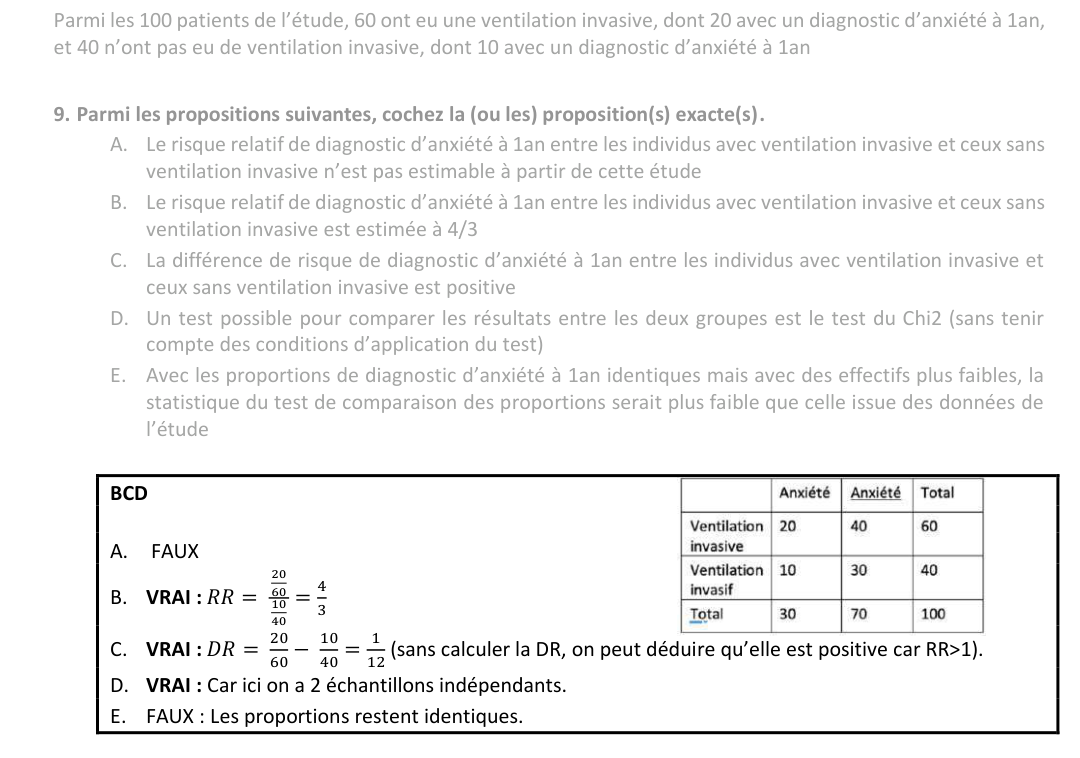 Parmi les 100 patients de l'étude, 60 ont eu une ventilation invasive, dont 20 avec un diagnostic d'anxiété à 1an,
et 40 n'ont pas eu de ventilation invasive, dont 10 avec un diagnostic d'anxiété à 1an
9. Parmi les propositions suivantes, cochez la (ou les) proposition(s) exacte(s).
A. Le risque relatif de diagnostic d'anxiété à 1an entre les individus avec ventilation invasive et ceux sans
ventilation invasive n'est pas estimable à partir de cette étude
B. Le risque relatif de diagnostic d'anxiété à 1an entre les individus avec ventilation invasive et ceux sans
ventilation invasive est estimée à 4/3
C. La différence de risque de diagnostic d'anxiété à 1an entre les individus avec ventilation invasive et
ceux sans ventilation invasive est positive
D. Un test possible pour comparer les résultats entre les deux groupes est le test du Chi2 (sans tenir
compte des conditions d'application du test)
E. Avec les proportions de diagnostic d'anxiété à 1an identiques mais avec des effectifs plus faibles, la
statistique du test de comparaison des proportions serait plus faible que celle issue des données de
l'étude
BCD
Anxiété Anxiété Total
Ventilation 20 40 60
invasive
Ventilation 10 30 40
invasif
Total 30 70 100
A. FAUX
B. VRAI : RR = (20/60)/(10/40) = 4/3
C. VRAI : DR = 20/60 − 10/40 = 1/12 (sans calculer la DR, on peut déduire qu'elle est positive car RR>1).
D. VRAI : Car ici on a 2 échantillons indépendants.
E. FAUX : Les proportions restent identiques.